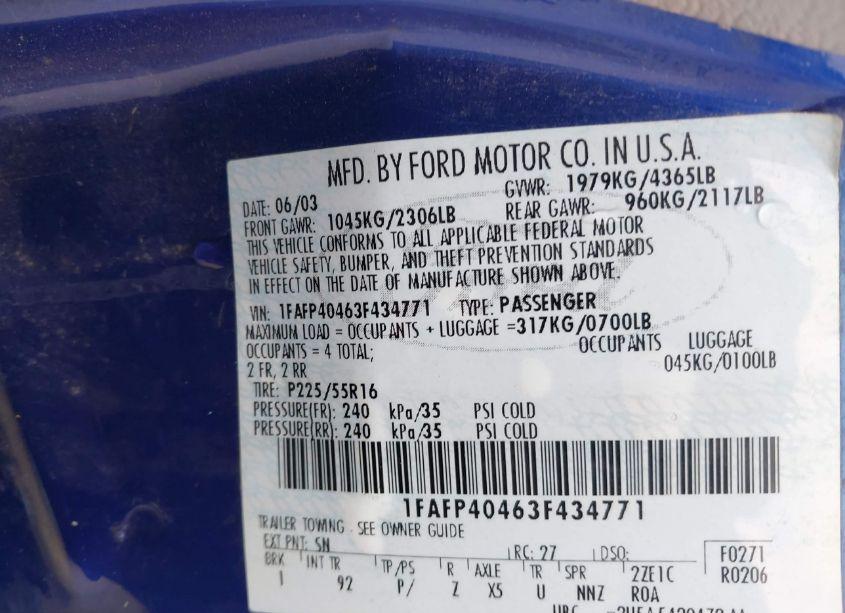 MFD. BY FORD MOTOR CO. IN U.S.A.
DATE: 06/03 GVWR: 1979KG/4365LB
FRONT GAWR: 1045KG/2306LB REAR GAWR: 960KG/2117LB
THIS VEHICLE CONFORMS TO ALL APPLICABLE FEDERAL MOTOR
VEHICLE SAFETY, BUMPER, AND THEFT PREVENTION STANDARDS
IN EFFECT ON THE DATE OF MANUFACTURE SHOWN ABOVE.
VIN: 1FAFP40463F434771 TYPE: PASSENGER
MAXIMUM LOAD = OCCUPANTS + LUGGAGE =317KG/0700LB
OCCUPANTS = 4 TOTAL; OCCUPANTS LUGGAGE
2 FR, 2 RR 045KG/0100LB
TIRE: P225/55R16
PRESSURE(FR): 240 kPa/35 PSI COLD
PRESSURE(RR): 240 kPa/35 PSI COLD
1FAFP40463F434771
TRAILER TOWING - SEE OWNER GUIDE
EXT PNT: SN RC: 27 DSO: F0271
BRK INT TR TP/PS R AXLE TR SPR 2ZE1C R0206
1 92 P/ Z X5 U NNZ ROA